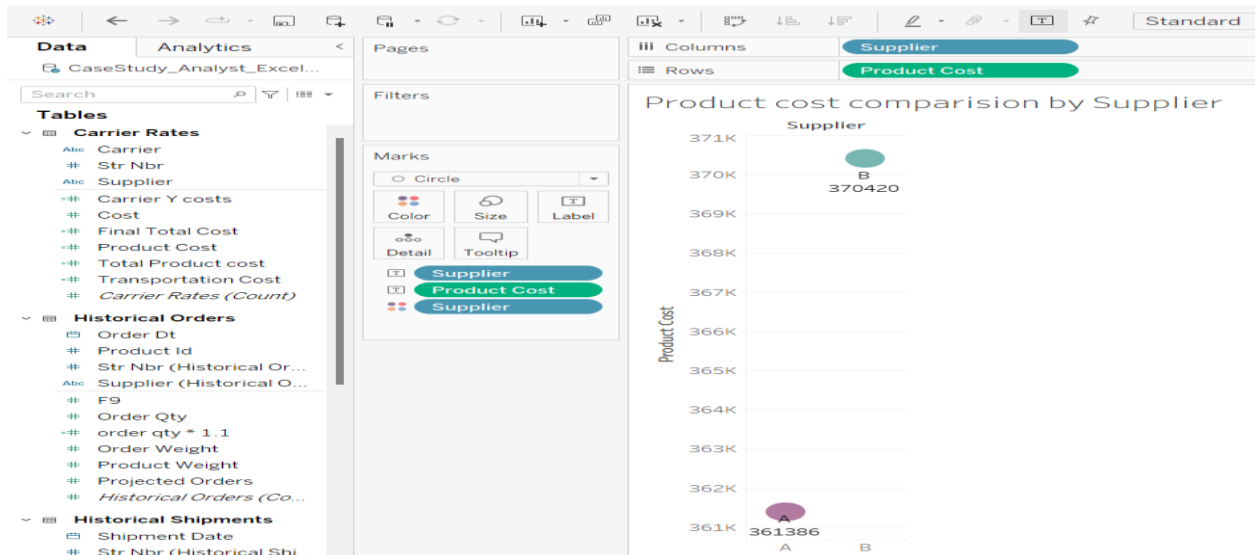 Standard
Data Analytics <
CaseStudy_Analyst_Excel...
Search
Tables
Carrier Rates
Abc Carrier
# Str Nbr
Abc Supplier
=# Carrier Y costs
# Cost
=# Final Total Cost
=# Product Cost
=# Total Product cost
=# Transportation Cost
# Carrier Rates (Count)
Historical Orders
Order Dt
# Product Id
# Str Nbr (Historical Or...
Abc Supplier (Historical O...
# F9
# Order Qty
=# order qty * 1.1
# Order Weight
# Product Weight
# Projected Orders
# Historical Orders (Co...
Historical Shipments
Shipment Date
# Str Nbr (Historical Shi...
Pages
Filters
Marks
Circle
Color Size Label
Detail Tooltip
Supplier
Product Cost
Supplier
Columns Supplier
Rows Product Cost
Product cost comparision by Supplier
Supplier
371K
370K
369K
368K
367K
366K
365K
364K
363K
362K
361K
Product Cost
B
370420
A
361386
A B